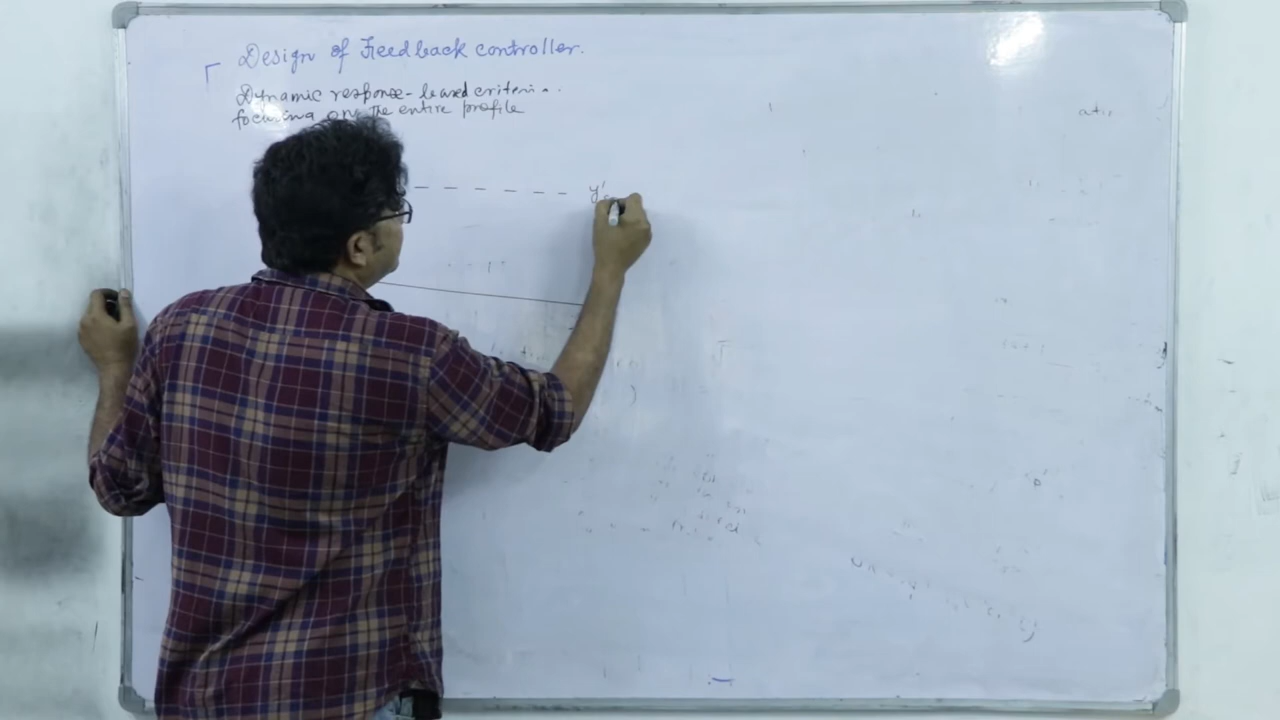 Design of Feedback controller.
Dynamic response-based criteria.
focusing on the entire profile
y'